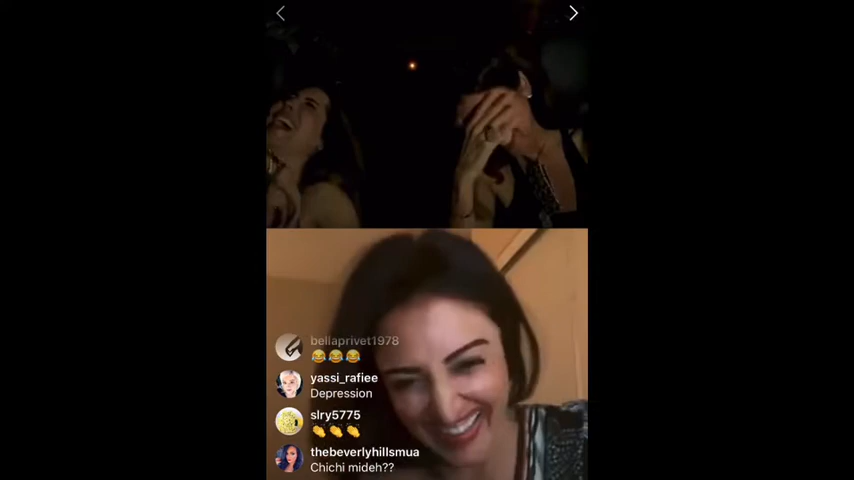 bellaprivet1978
😂😂😂
yassi_rafiee
Depression
slry5775
👏👏👏
thebeverlyhillsmua
Chichi mideh??